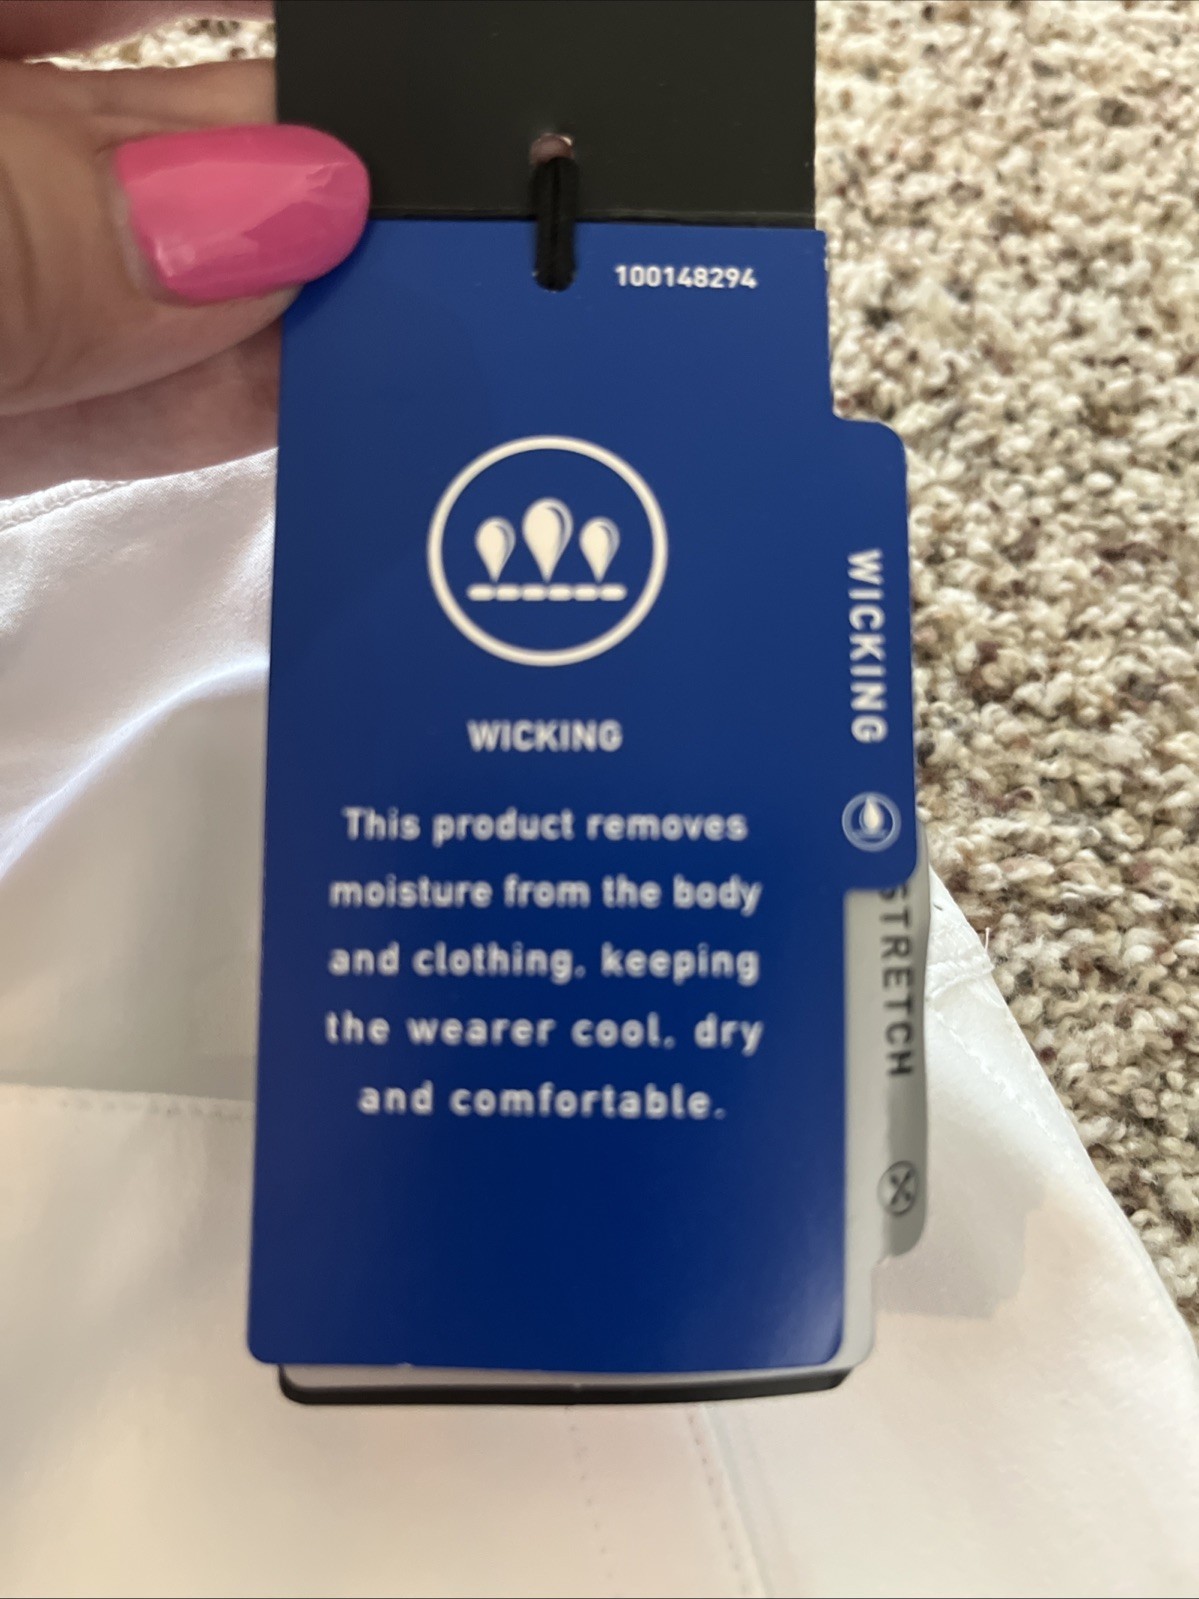 100148294
WICKING
This product removes
moisture from the body
and clothing, keeping
the wearer cool, dry
and comfortable.
WICKING
STRETCH